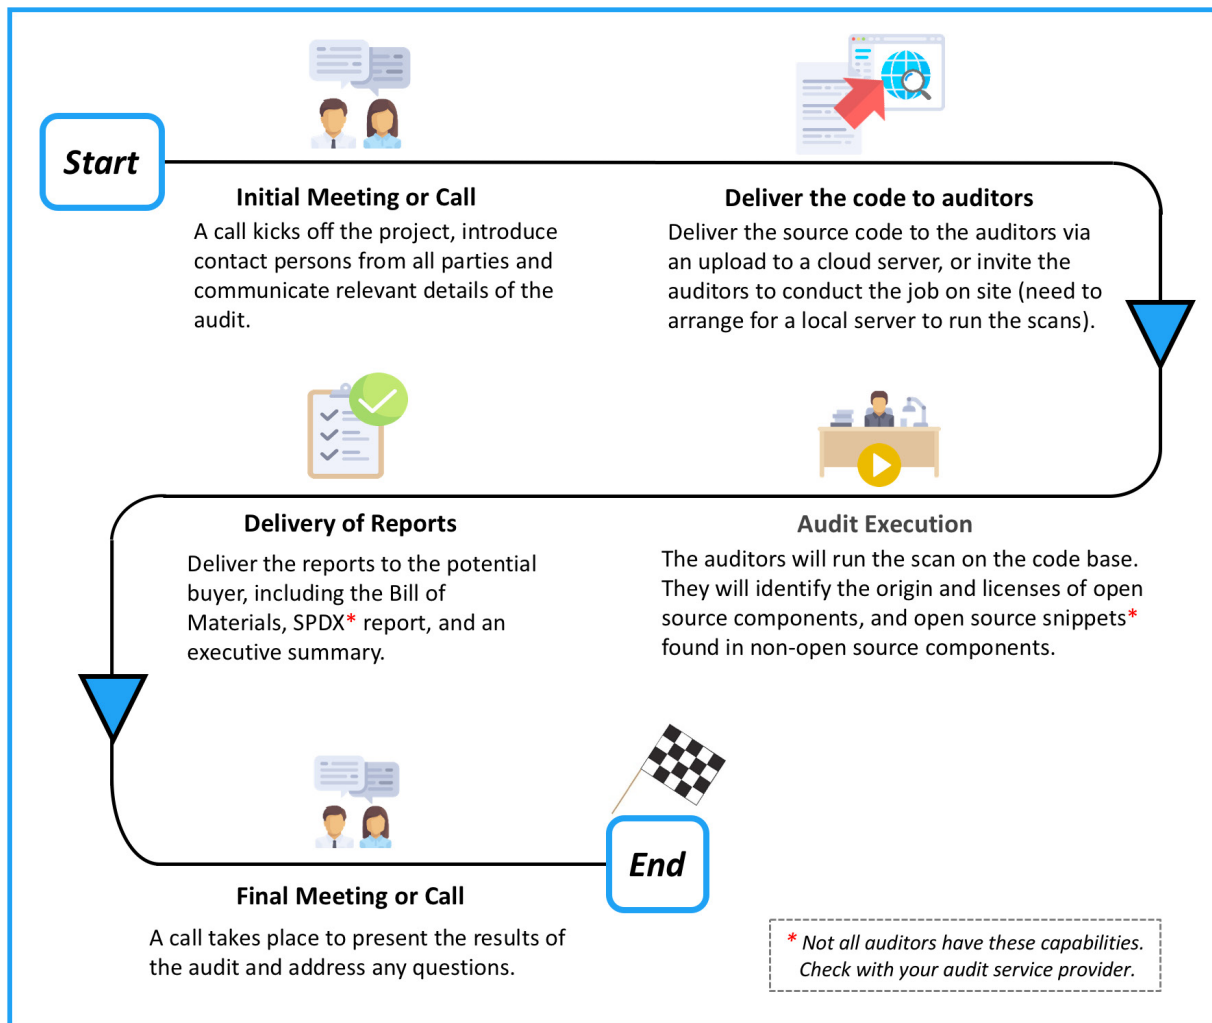 Start
Initial Meeting or Call
A call kicks off the project, introduce
contact persons from all parties and
communicate relevant details of the
audit.
Deliver the code to auditors
Deliver the source code to the auditors via
an upload to a cloud server, or invite the
auditors to conduct the job on site (need to
arrange for a local server to run the scans).
Audit Execution
The auditors will run the scan on the code base.
They will identify the origin and licenses of open
source components, and open source snippets*
found in non-open source components.
Delivery of Reports
Deliver the reports to the potential
buyer, including the Bill of
Materials, SPDX* report, and an
executive summary.
Final Meeting or Call
A call takes place to present the results of
the audit and address any questions.
End
* Not all auditors have these capabilities.
Check with your audit service provider.